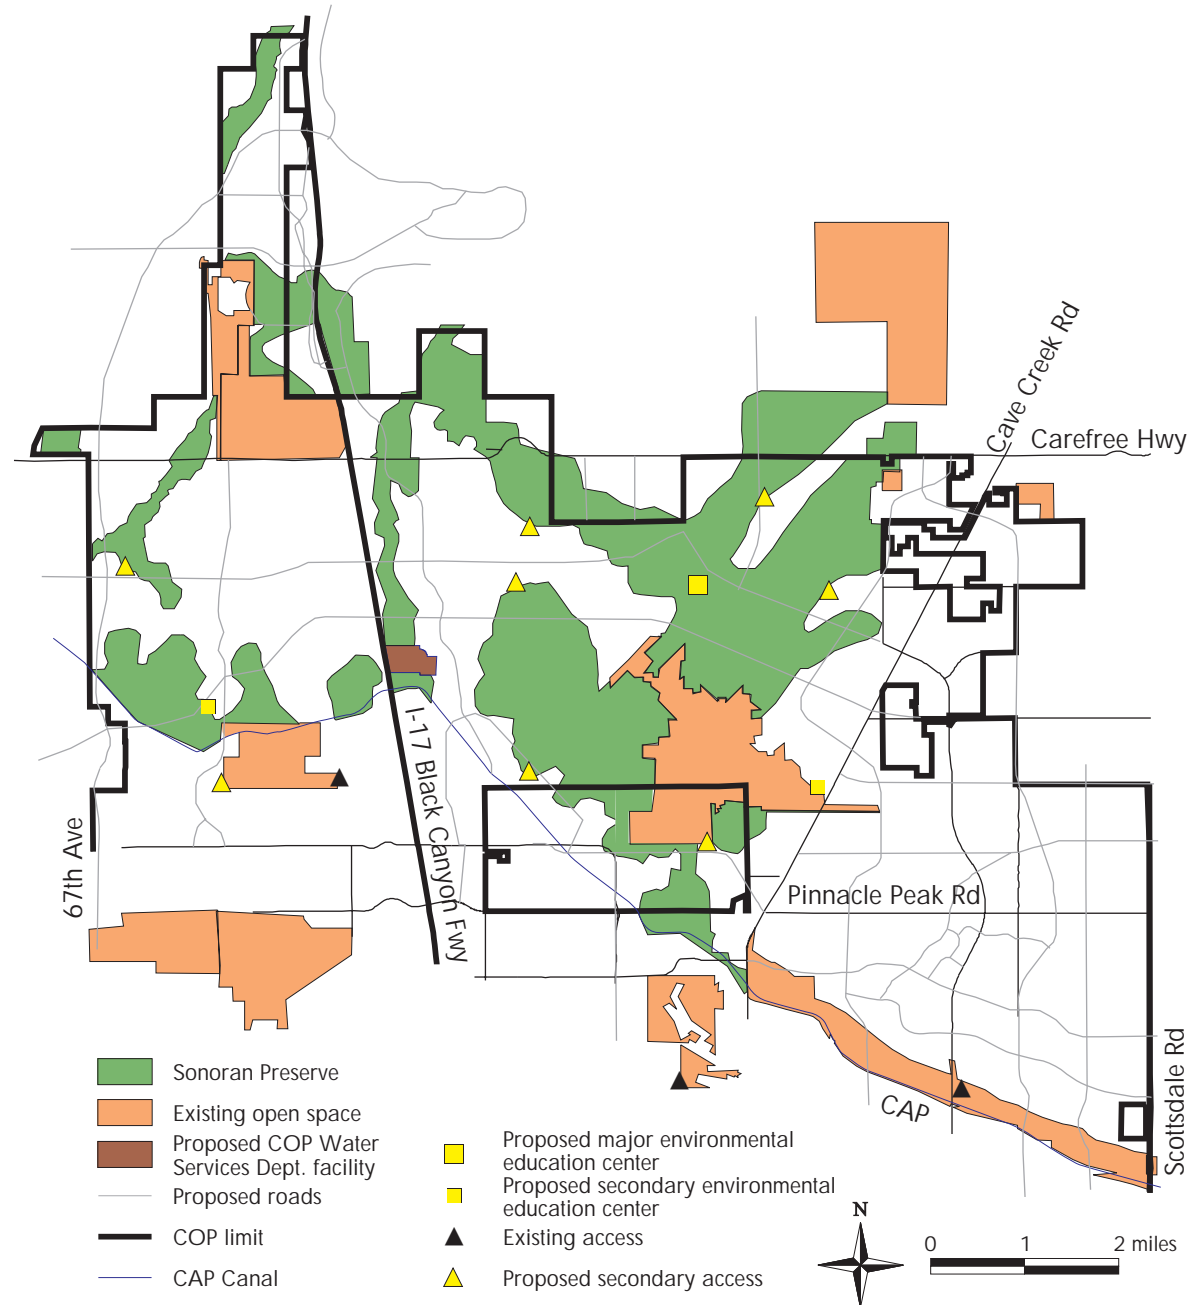 Cave Creek Rd
Carefree Hwy
I-17 Black Canyon Fwy
67th Ave
Pinnacle Peak Rd
CAP
Scottsdale Rd
Sonoran Preserve
Existing open space
Proposed COP Water
Services Dept. facility
Proposed roads
COP limit
CAP Canal
Proposed major environmental
education center
Proposed secondary environmental
education center
Existing access
Proposed secondary access
N
0 1 2 miles